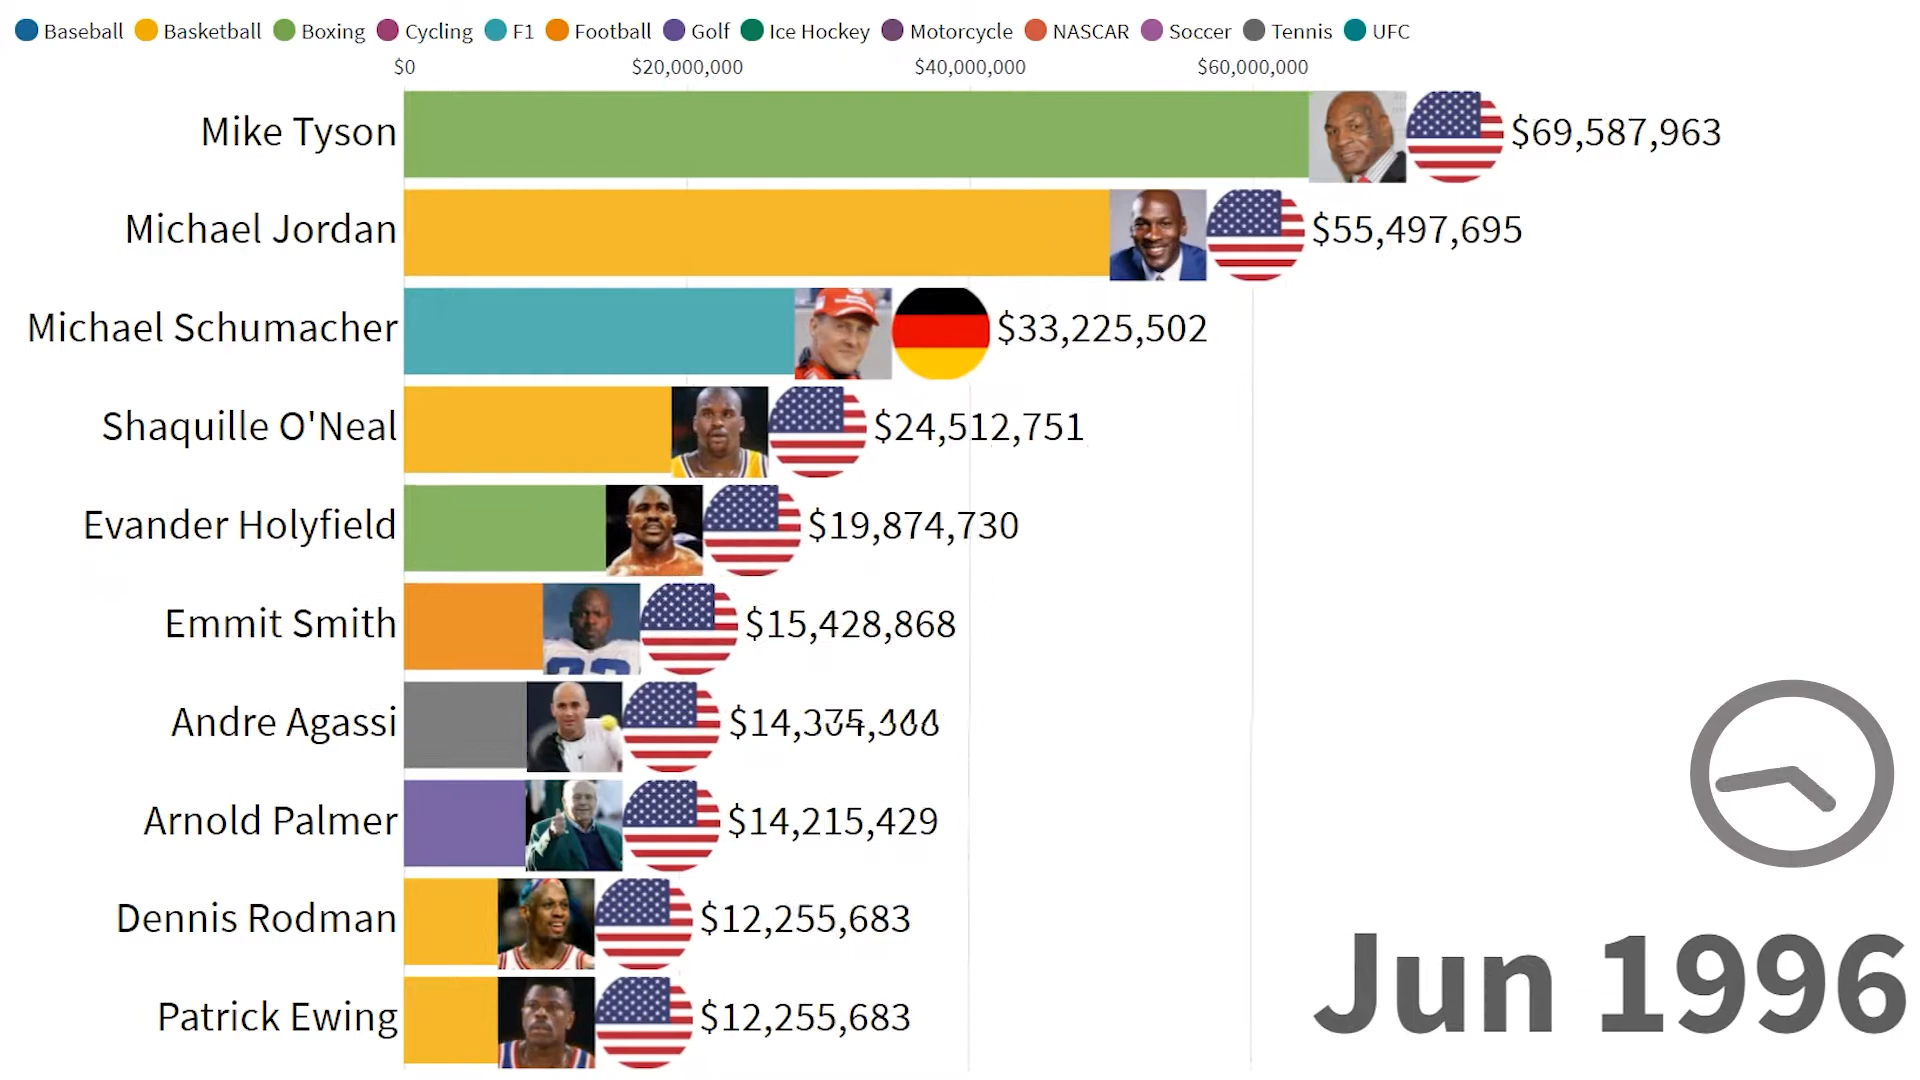 Baseball Basketball Boxing Cycling F1 Football Golf Ice Hockey Motorcycle NASCAR Soccer Tennis UFC
$0 $20,000,000 $40,000,000 $60,000,000
Mike Tyson $69,587,963
Michael Jordan $55,497,695
Michael Schumacher $33,225,502
Shaquille O'Neal $24,512,751
Evander Holyfield $19,874,730
Emmit Smith $15,428,868
Andre Agassi
Arnold Palmer $14,215,429
Dennis Rodman $12,255,683
Patrick Ewing $12,255,683
Jun 1996